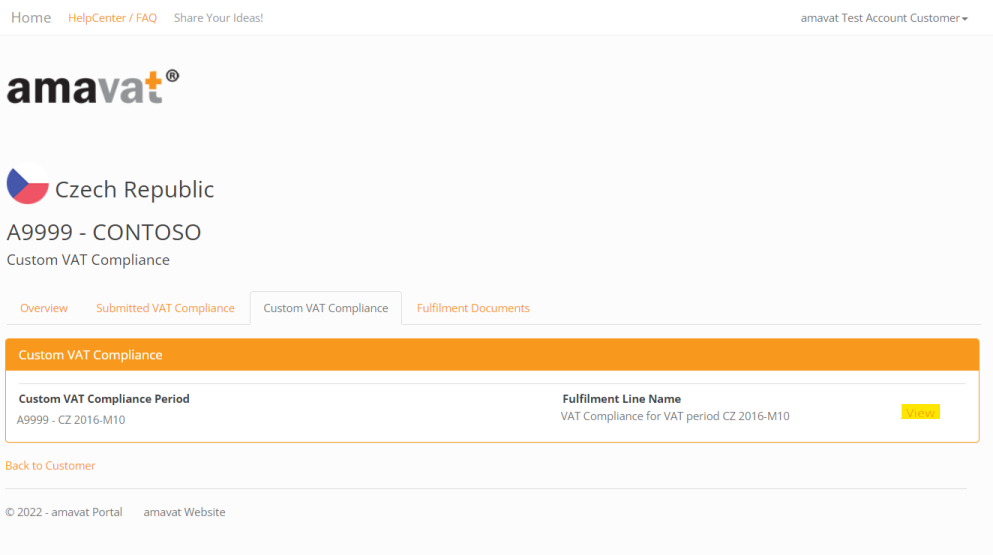 Home HelpCenter / FAQ Share Your Ideas! amavat Test Account Customer
amavat®
Czech Republic
A9999 - CONTOSO
Custom VAT Compliance
Overview Submitted VAT Compliance Custom VAT Compliance Fulfilment Documents
Custom VAT Compliance
Custom VAT Compliance Period Fulfilment Line Name
A9999 - CZ 2016-M10 VAT Compliance for VAT period CZ 2016-M10 View
Back to Customer
© 2022 - amavat Portal amavat Website